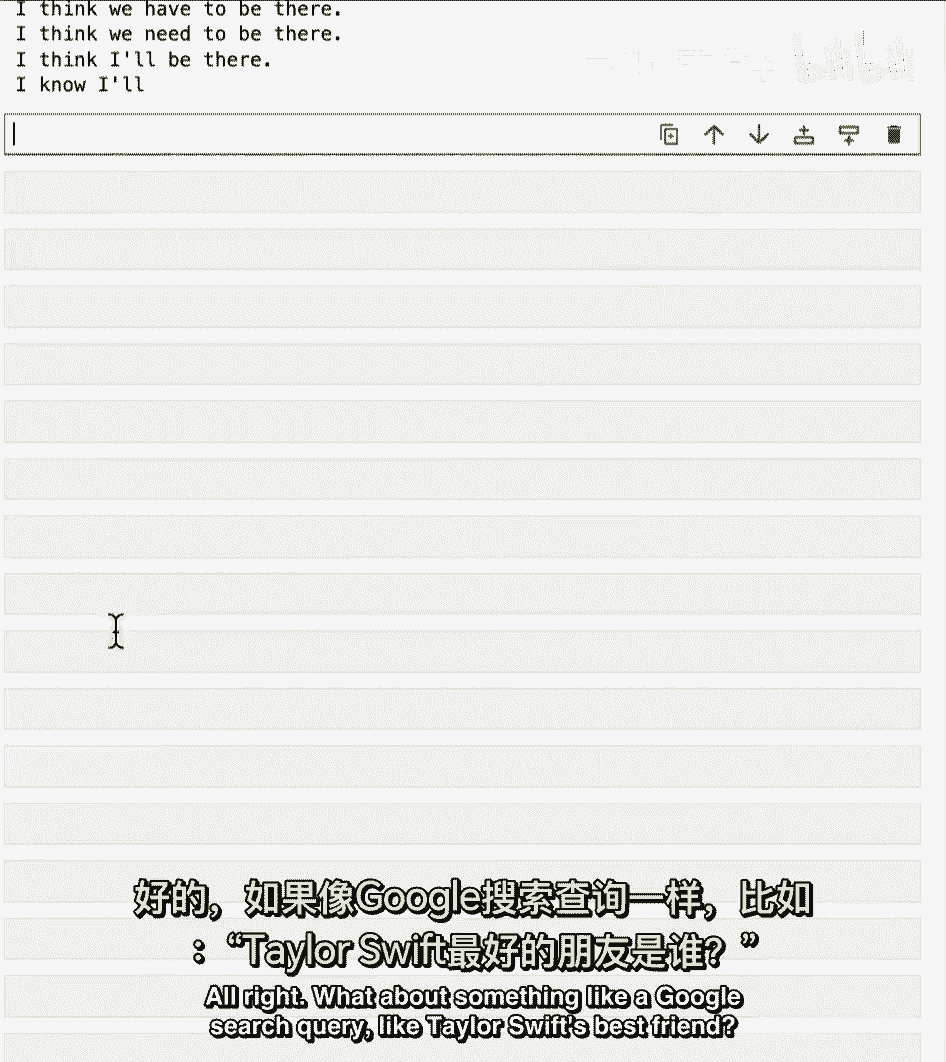 I think we have to be there.
I think we need to be there.
I think I'll be there.
I know I'll
好的，如果像Google搜索查询一样，比如
：“Taylor Swift最好的朋友是谁？”
All right. What about something like a Google
search query, like Taylor Swift's best friend?